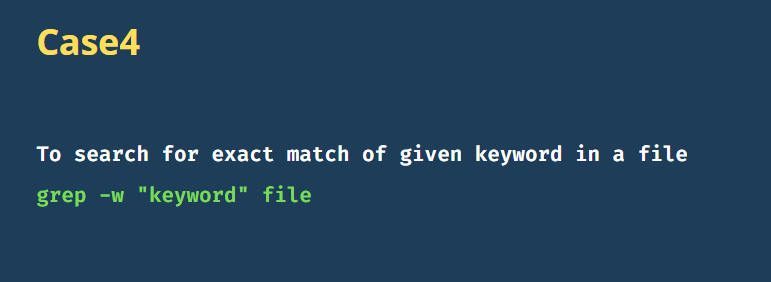 Case4
To search for exact match of given keyword in a file
grep -w "keyword" file